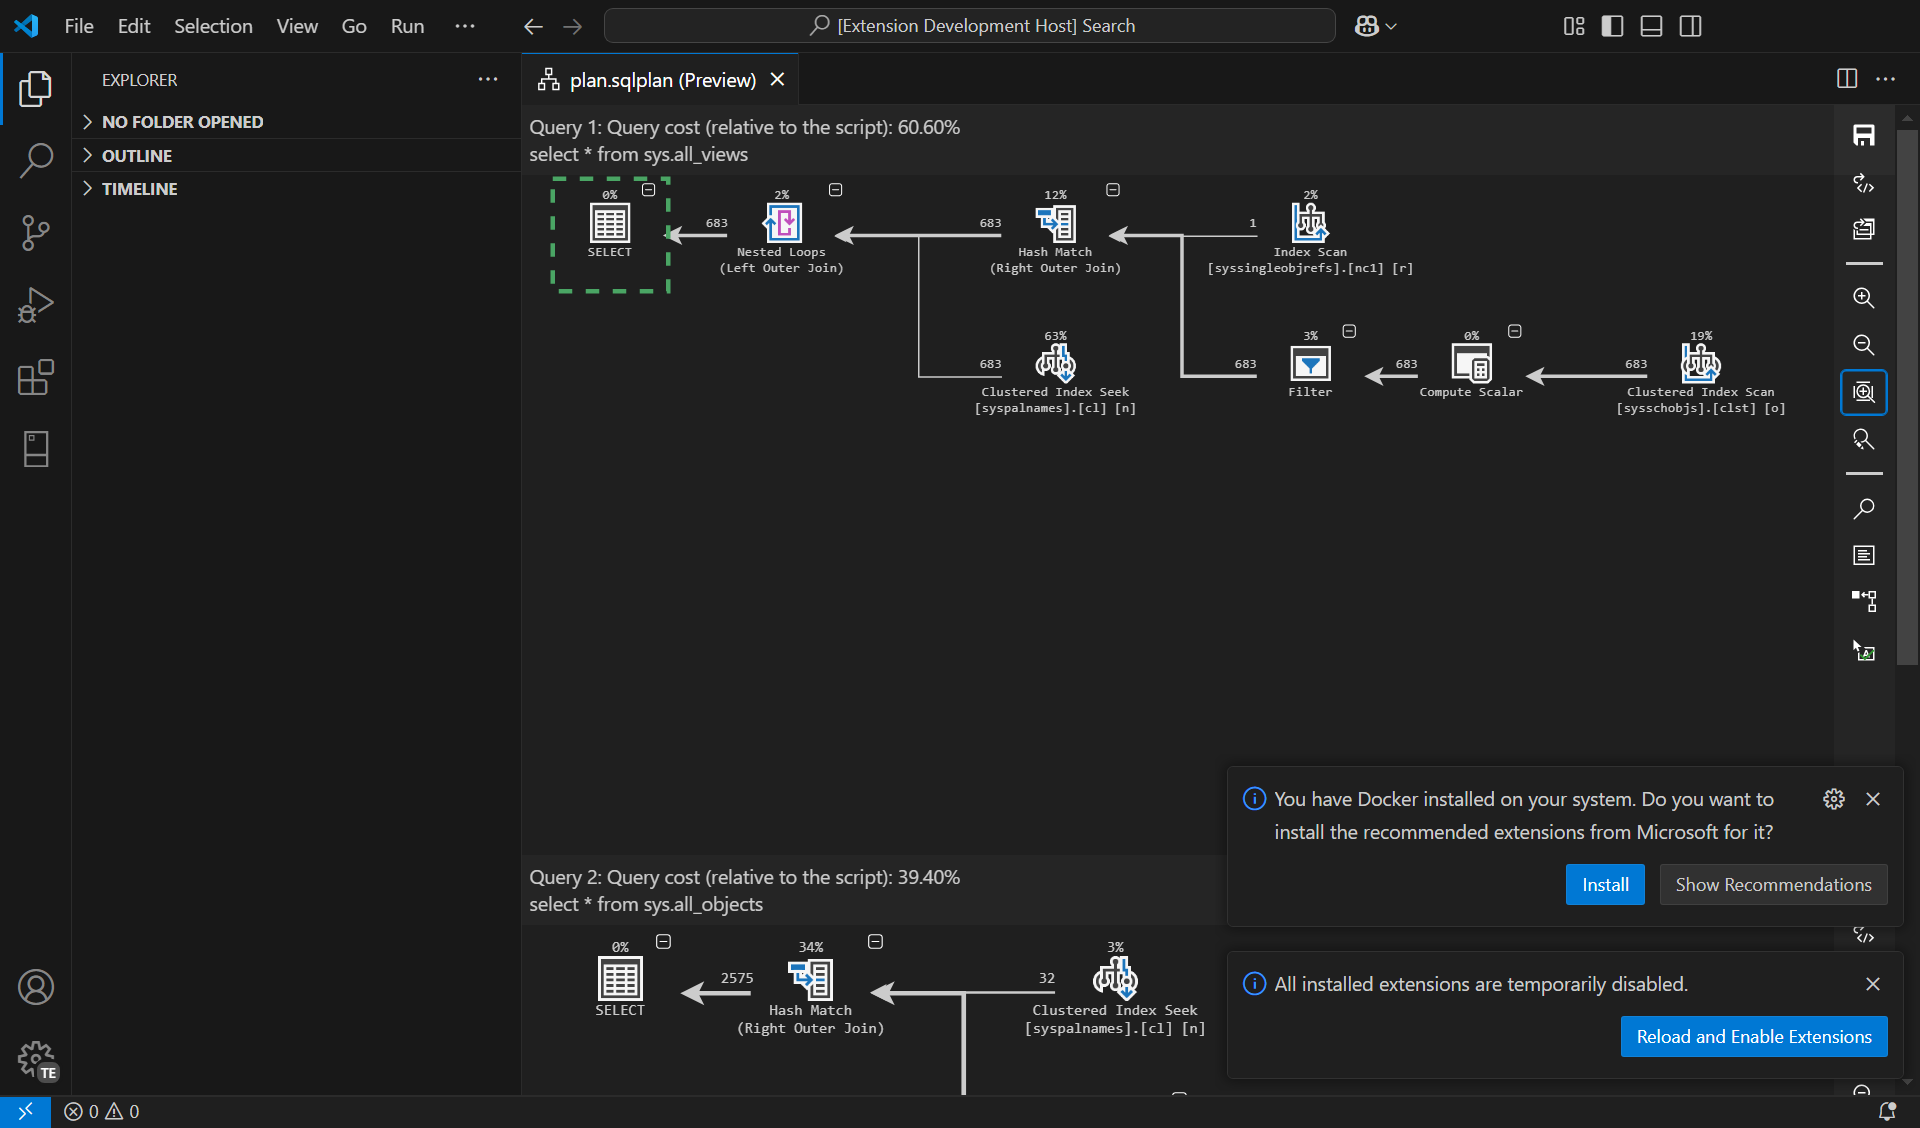 File Edit Selection View Go Run ···
[Extension Development Host] Search
EXPLORER
NO FOLDER OPENED
OUTLINE
TIMELINE
plan.sqlplan (Preview)
Query 1: Query cost (relative to the script): 60.60%
select * from sys.all_views
0% 2% 12% 2%
683 683 1
SELECT Nested Loops Hash Match Index Scan
(Left Outer Join) (Right Outer Join) [syssingleobjrefs].[nc1] [r]
63% 3% 0% 19%
683 683 683 683
Clustered Index Seek Filter Compute Scalar Clustered Index Scan
[syspalnames].[cl] [n] [sysschobjs].[clst] [o]
You have Docker installed on your system. Do you want to
install the recommended extensions from Microsoft for it?
Install Show Recommendations
Query 2: Query cost (relative to the script): 39.40%
select * from sys.all_objects
0% 34% 3%
2575 32
SELECT Hash Match Clustered Index Seek
(Right Outer Join) [syspalnames].[cl] [n]
All installed extensions are temporarily disabled.
Reload and Enable Extensions
TE
0 0